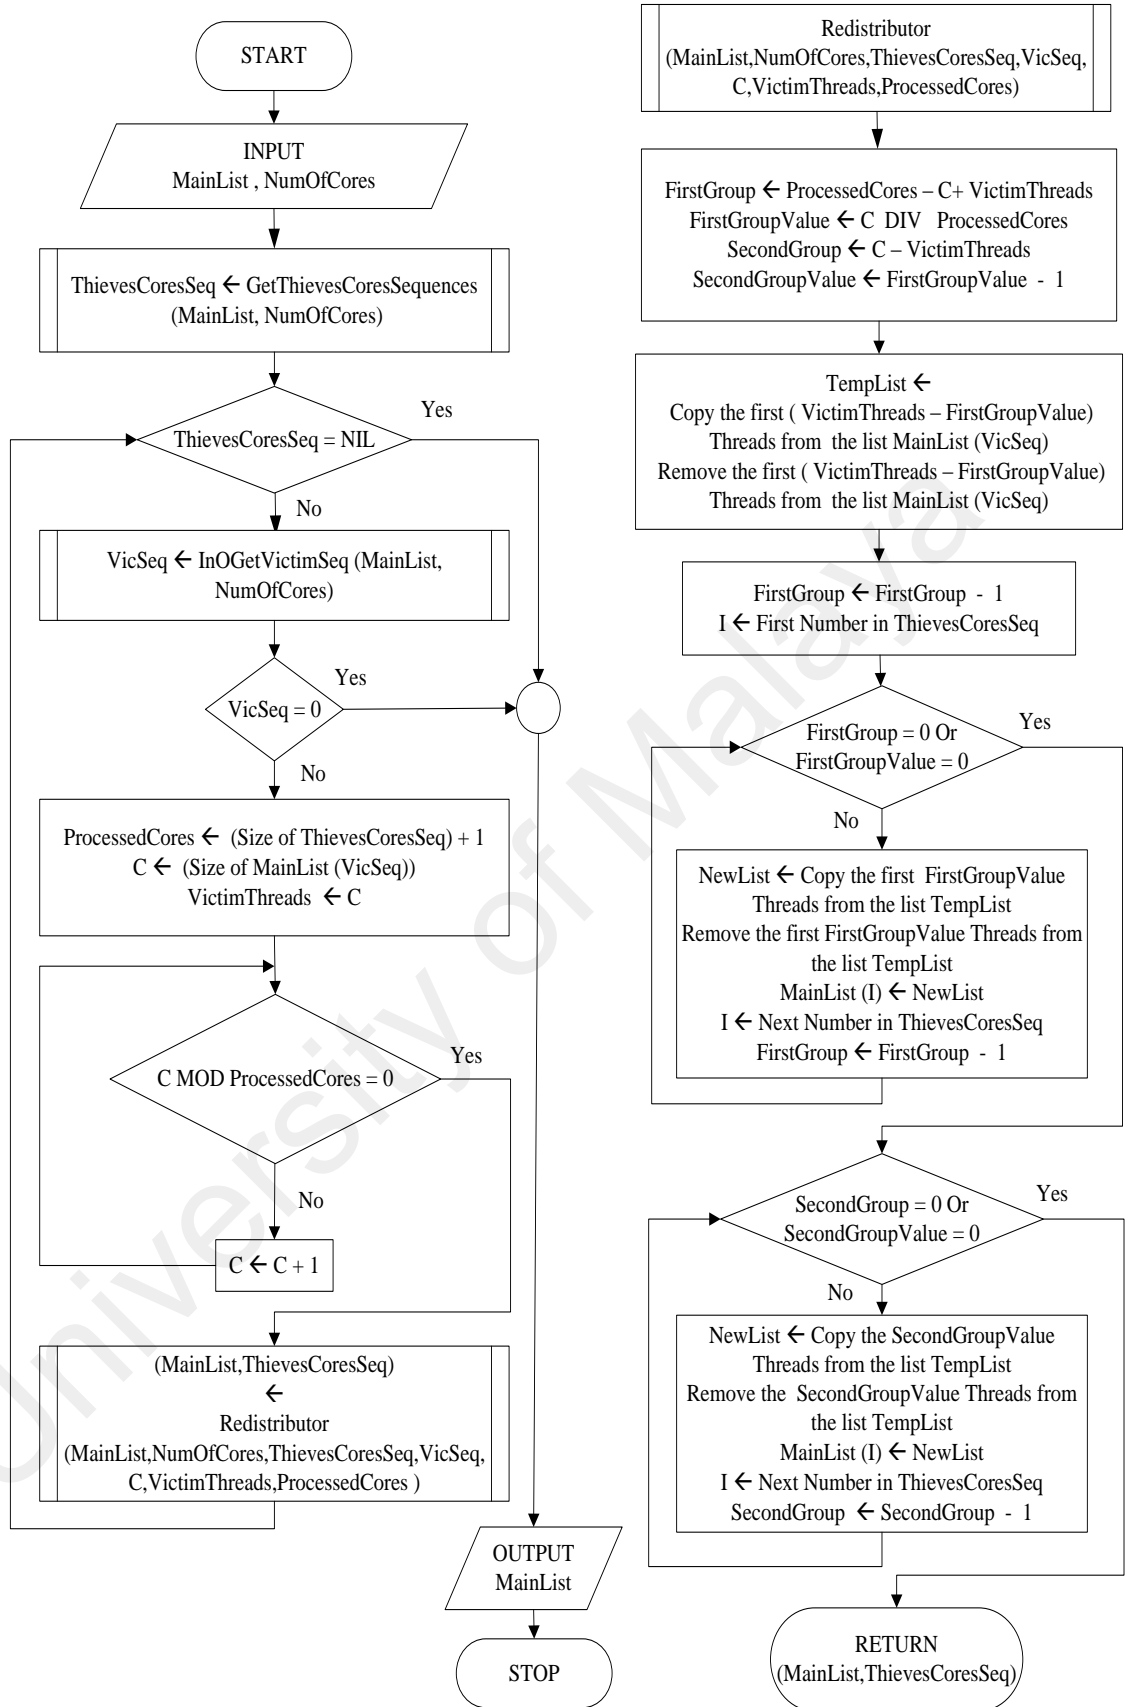 START
INPUT
MainList , NumOfCores
ThievesCoresSeq ← GetThievesCoresSequences
(MainList, NumOfCores)
ThievesCoresSeq = NIL
Yes
No
VicSeq ← InOGetVictimSeq (MainList,
NumOfCores)
VicSeq = 0
Yes
No
ProcessedCores ← (Size of ThievesCoresSeq) + 1
C ← (Size of MainList (VicSeq))
VictimThreads ← C
C MOD ProcessedCores = 0
Yes
No
C ← C + 1
(MainList,ThievesCoresSeq)
←
Redistributor
(MainList,NumOfCores,ThievesCoresSeq,VicSeq,
C,VictimThreads,ProcessedCores )
OUTPUT
MainList
STOP
Redistributor
(MainList,NumOfCores,ThievesCoresSeq,VicSeq,
C,VictimThreads,ProcessedCores)
FirstGroup ← ProcessedCores – C+ VictimThreads
FirstGroupValue ← C DIV ProcessedCores
SecondGroup ← C – VictimThreads
SecondGroupValue ← FirstGroupValue - 1
TempList ←
Copy the first ( VictimThreads – FirstGroupValue)
Threads from the list MainList (VicSeq)
Remove the first ( VictimThreads – FirstGroupValue)
Threads from the list MainList (VicSeq)
FirstGroup ← FirstGroup - 1
I ← First Number in ThievesCoresSeq
FirstGroup = 0 Or
FirstGroupValue = 0
Yes
No
NewList ← Copy the first FirstGroupValue
Threads from the list TempList
Remove the first FirstGroupValue Threads from
the list TempList
MainList (I) ← NewList
I ← Next Number in ThievesCoresSeq
FirstGroup ← FirstGroup - 1
SecondGroup = 0 Or
SecondGroupValue = 0
Yes
No
NewList ← Copy the SecondGroupValue
Threads from the list TempList
Remove the SecondGroupValue Threads from
the list TempList
MainList (I) ← NewList
I ← Next Number in ThievesCoresSeq
SecondGroup ← SecondGroup - 1
RETURN
(MainList,ThievesCoresSeq)
University of Malaya